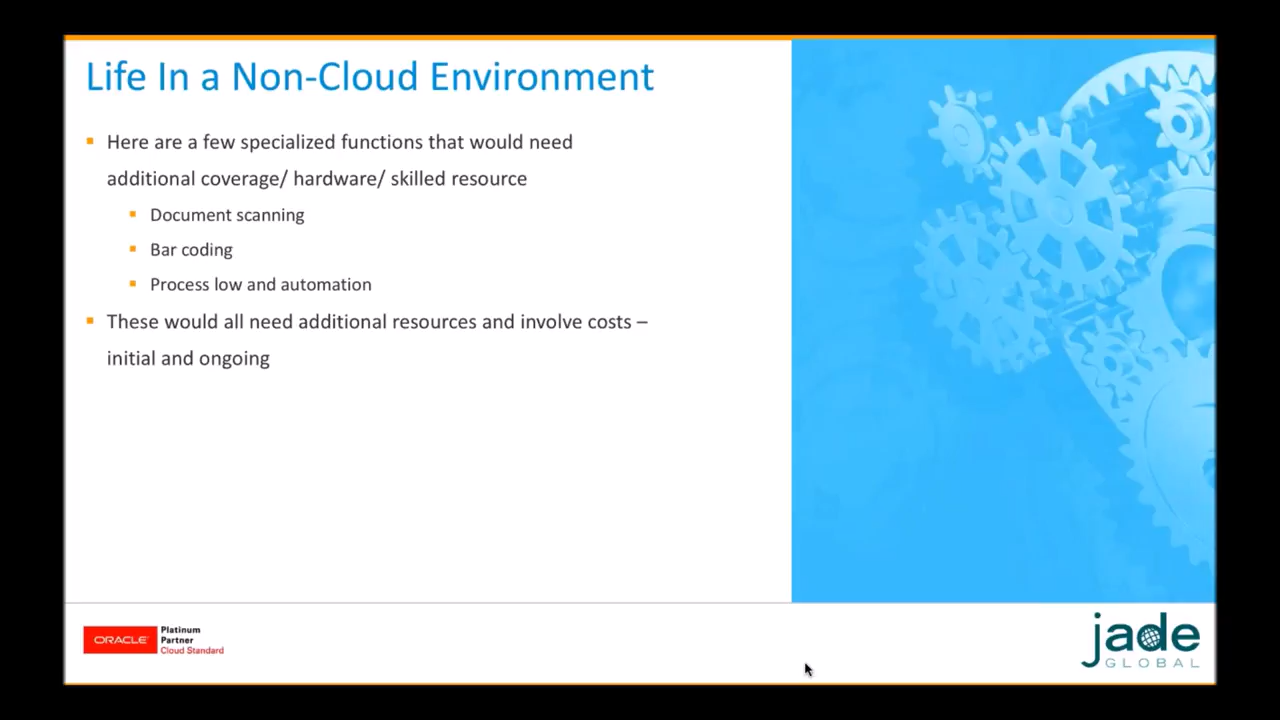 Life In a Non-Cloud Environment
Here are a few specialized functions that would need
additional coverage/ hardware/ skilled resource
Document scanning
Bar coding
Process low and automation
These would all need additional resources and involve costs –
initial and ongoing
ORACLE
Platinum
Partner
Cloud Standard
jade
GLOBAL